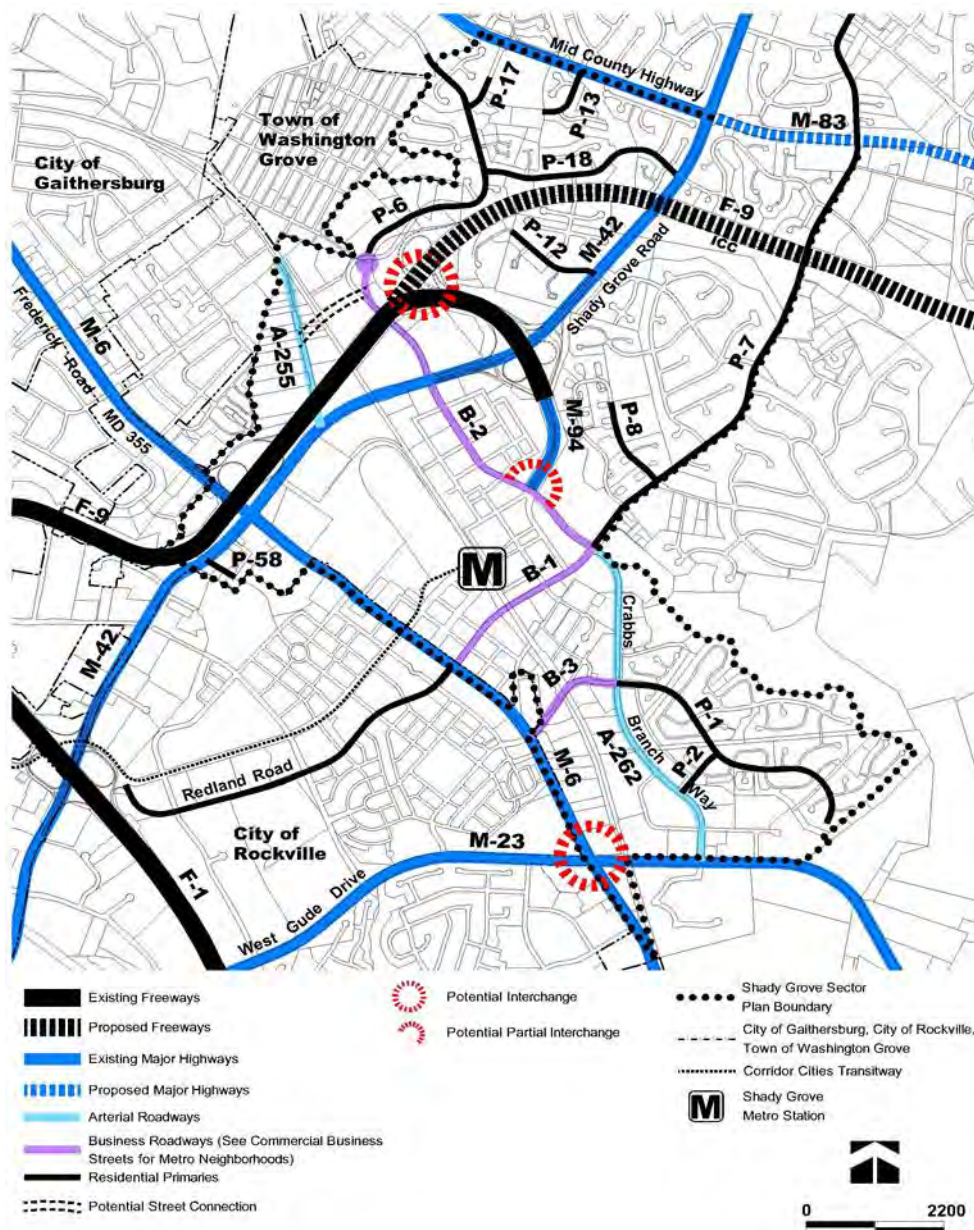 Mid County Highway
P-17
P-13
M-83
Town of
Washington
Grove
City of
Gaithersburg
P-18
P-6
F-9
ICC
P-12
M-42
Shady Grove Road
M-6
Frederick Road MD 355
A-255
P-7
B-2
M-94
P-8
F-9
P-58
M
B-1
Crabbs
Branch
Way
M-42
B-3
P-1
P-2
A-262
M-6
Redland Road
City of
Rockville
M-23
F-1
West Gude Drive
Existing Freeways
Proposed Freeways
Existing Major Highways
Proposed Major Highways
Arterial Roadways
Business Roadways (See Commercial Business
Streets for Metro Neighborhoods)
Residential Primaries
Potential Street Connection
Potential Interchange
Potential Partial Interchange
Shady Grove Sector
Plan Boundary
City of Gaithersburg, City of Rockville,
Town of Washington Grove
Corridor Cities Transitway
M
Shady Grove
Metro Station
0 2200